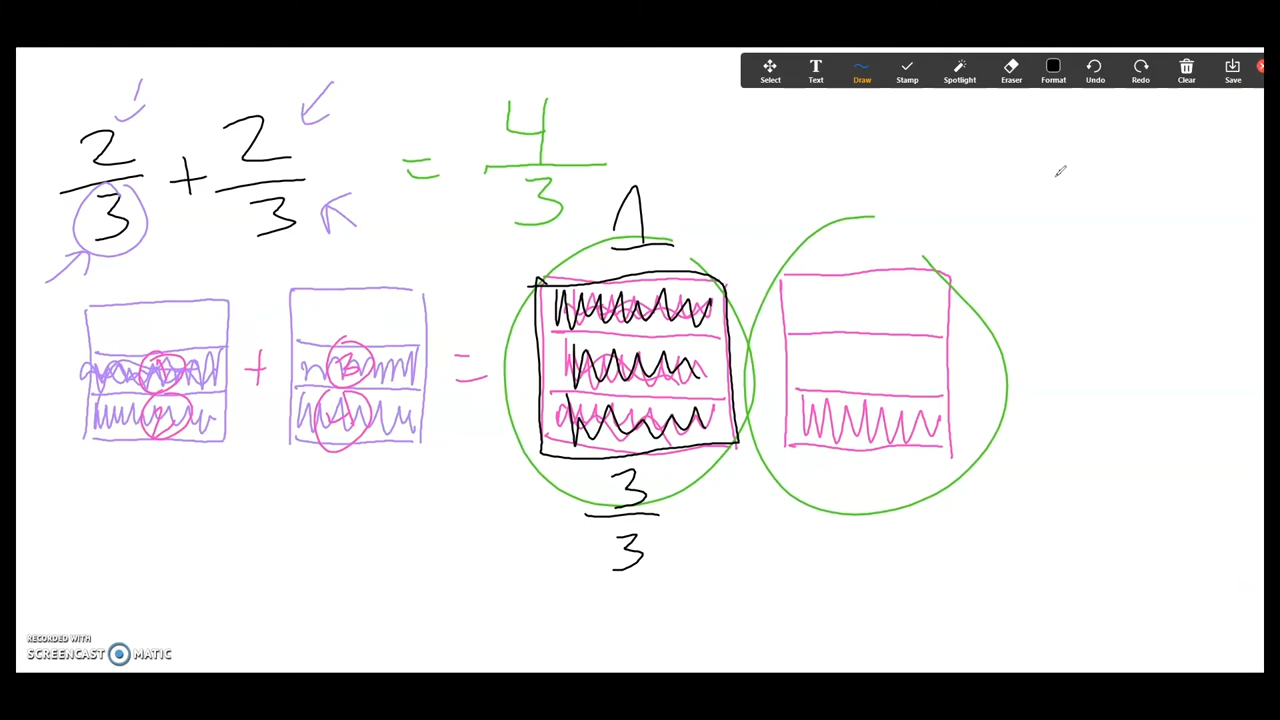 Select Text Draw Stamp Spotlight Eraser Format Undo Redo Clear Save
2/3 + 2/3 = 4/3
1
+ =
3/3
RECORDED WITH
SCREENCAST MATIC